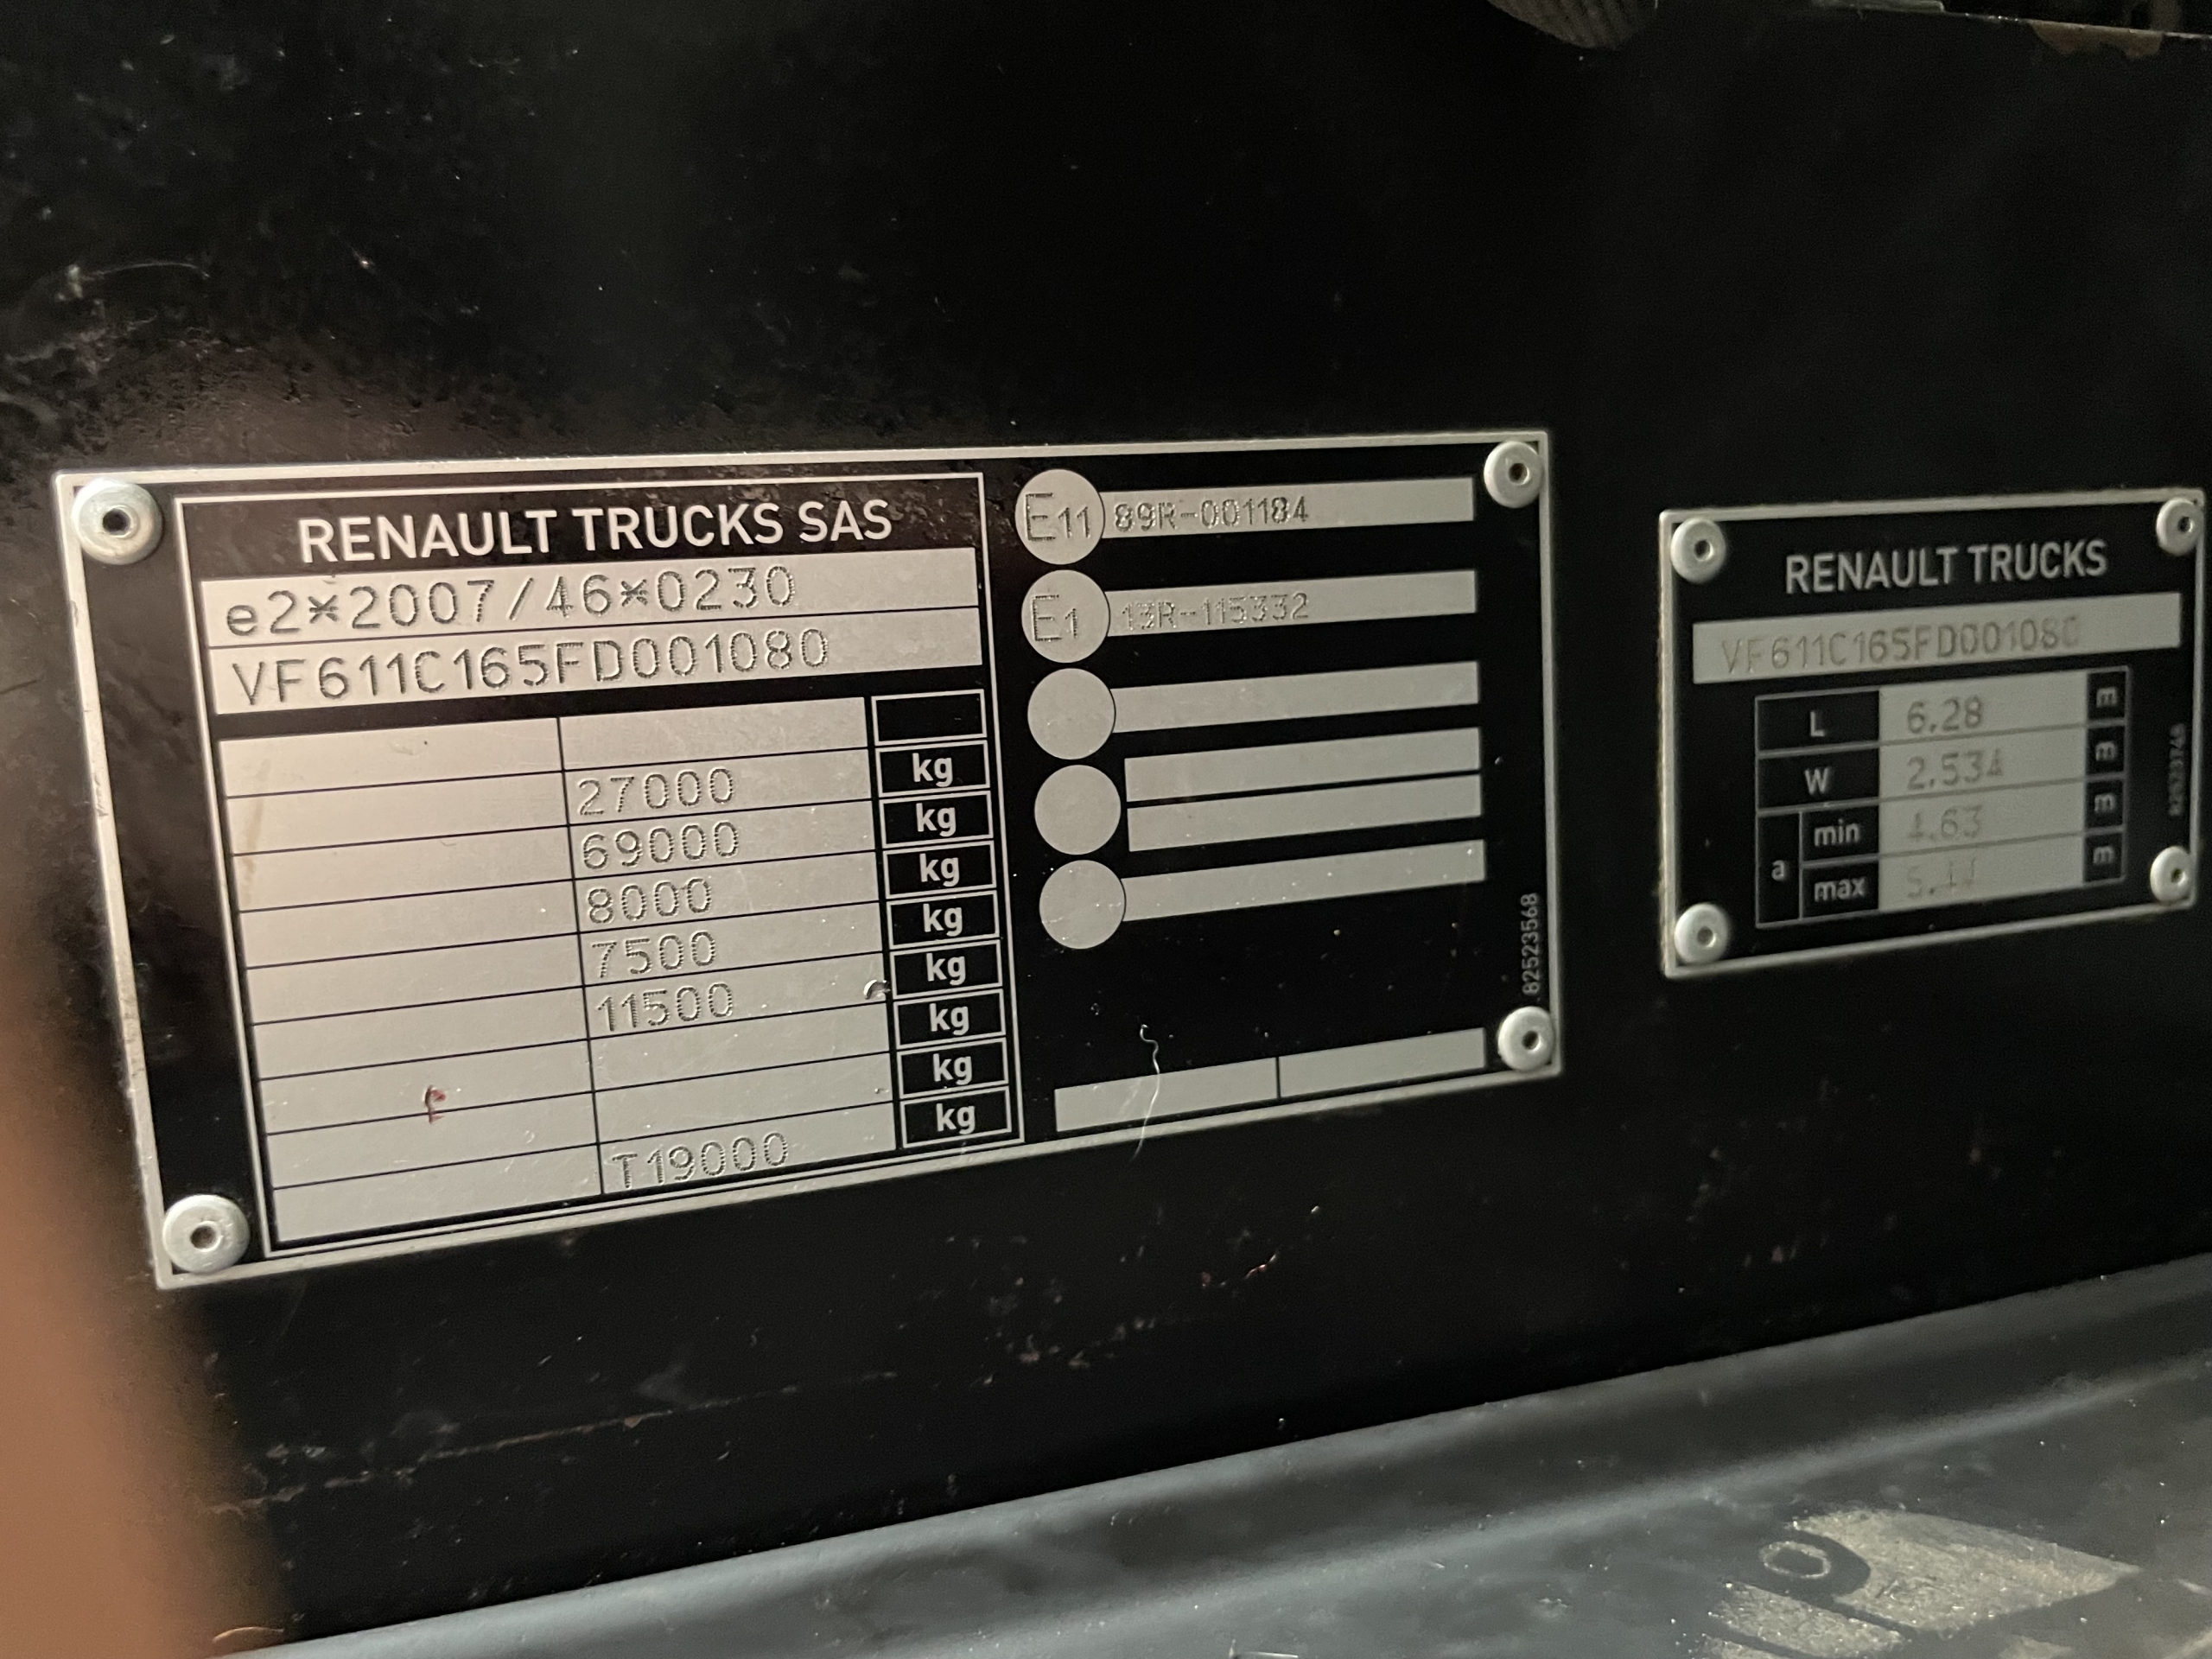 RENAULT TRUCKS SAS
e2*2007/46*0230
VF611C165FD001080
27000 kg
69000 kg
8000 kg
7500 kg
11500 kg
kg
kg
T19000 kg
E11 89R-001184
E1 13R-115332
82523568
RENAULT TRUCKS
VF611C165FD001080
L 6.28 m
W 2.534 m
a
min 4.63 m
max m